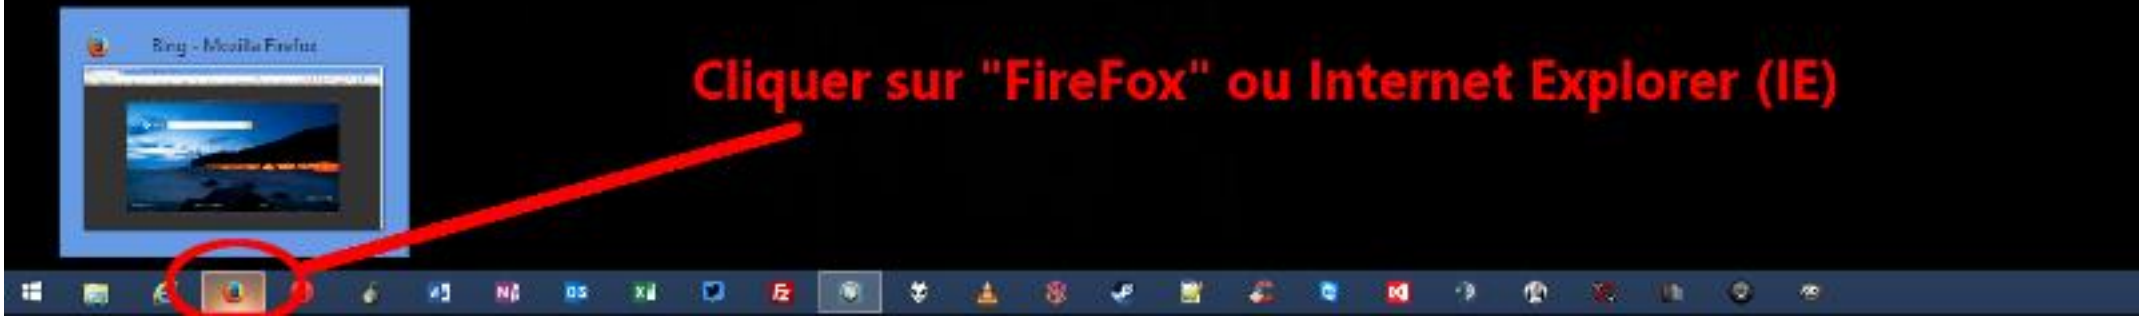 Bing - Mozilla Firefox
Cliquer sur "FireFox" ou Internet Explorer (IE)